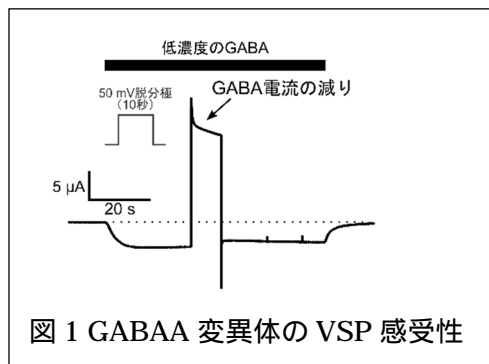 低濃度のGABA
50 mV脱分極
(10秒)
GABA電流の減り
5 μA
20 s
図 1 GABAA 変異体の VSP 感受性